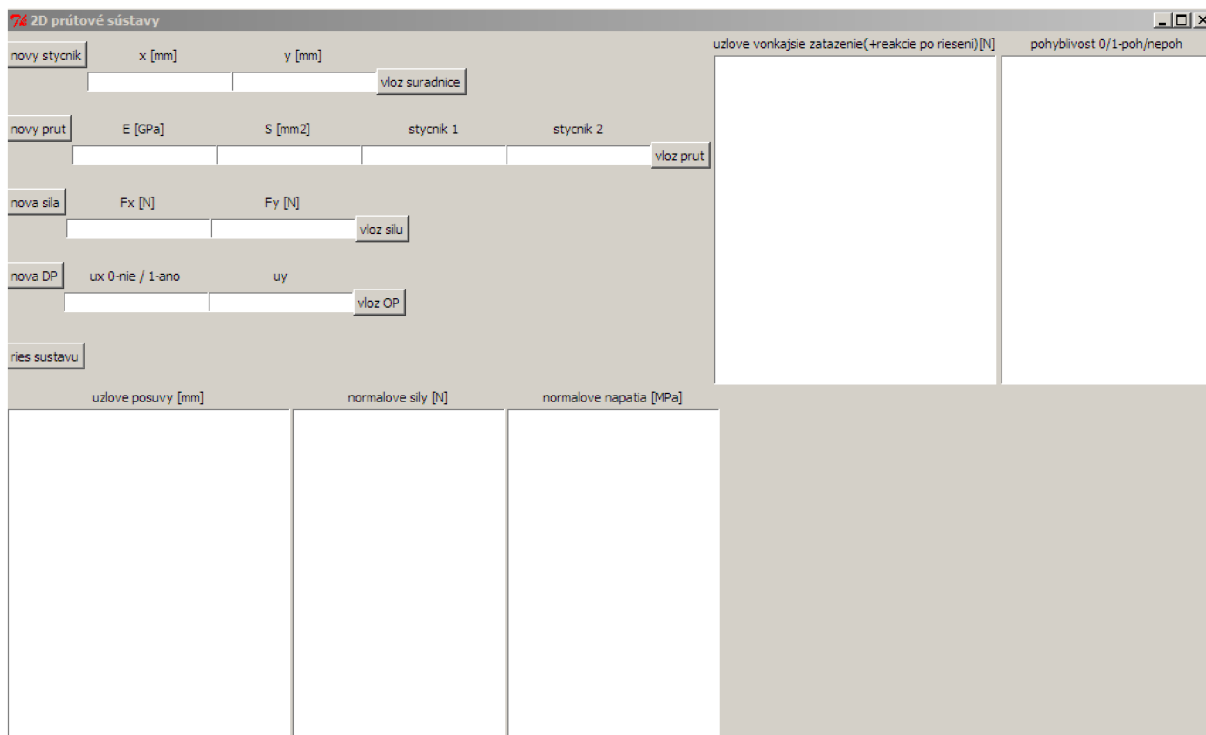 2D prútové sústavy
uzlove vonkajsie zatazenie(+reakcie po rieseni)[N] pohyblivost 0/1-poh/nepoh
novy stycnik x [mm] y [mm]
vloz suradnice
novy prut E [GPa] S [mm2] stycnik 1 stycnik 2
vloz prut
nova sila Fx [N] Fy [N]
vloz silu
nova DP ux 0-nie / 1-ano uy
vloz OP
ries sustavu
uzlove posuvy [mm] normalove sily [N] normalove napatia [MPa]